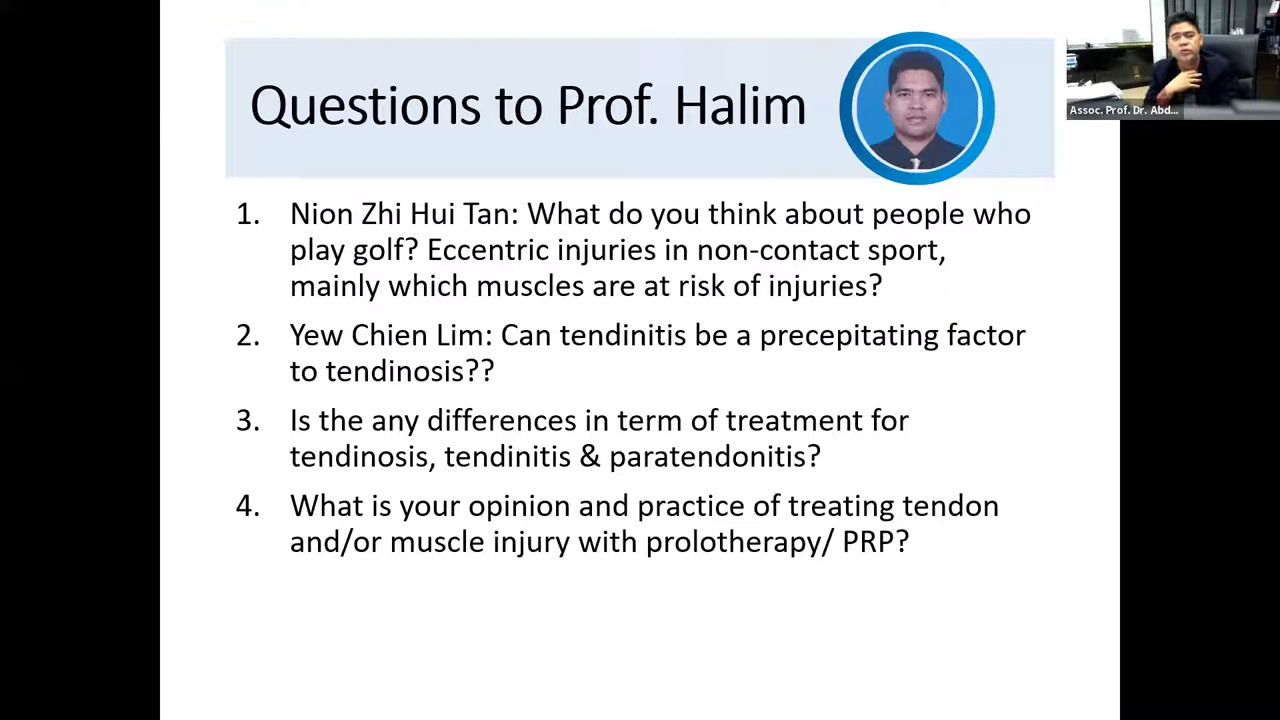 Questions to Prof. Halim
Assoc. Prof. Dr. Abd...
1. Nion Zhi Hui Tan: What do you think about people who
play golf? Eccentric injuries in non-contact sport,
mainly which muscles are at risk of injuries?
2. Yew Chien Lim: Can tendinitis be a precepitating factor
to tendinosis??
3. Is the any differences in term of treatment for
tendinosis, tendinitis & paratendonitis?
4. What is your opinion and practice of treating tendon
and/or muscle injury with prolotherapy/ PRP?